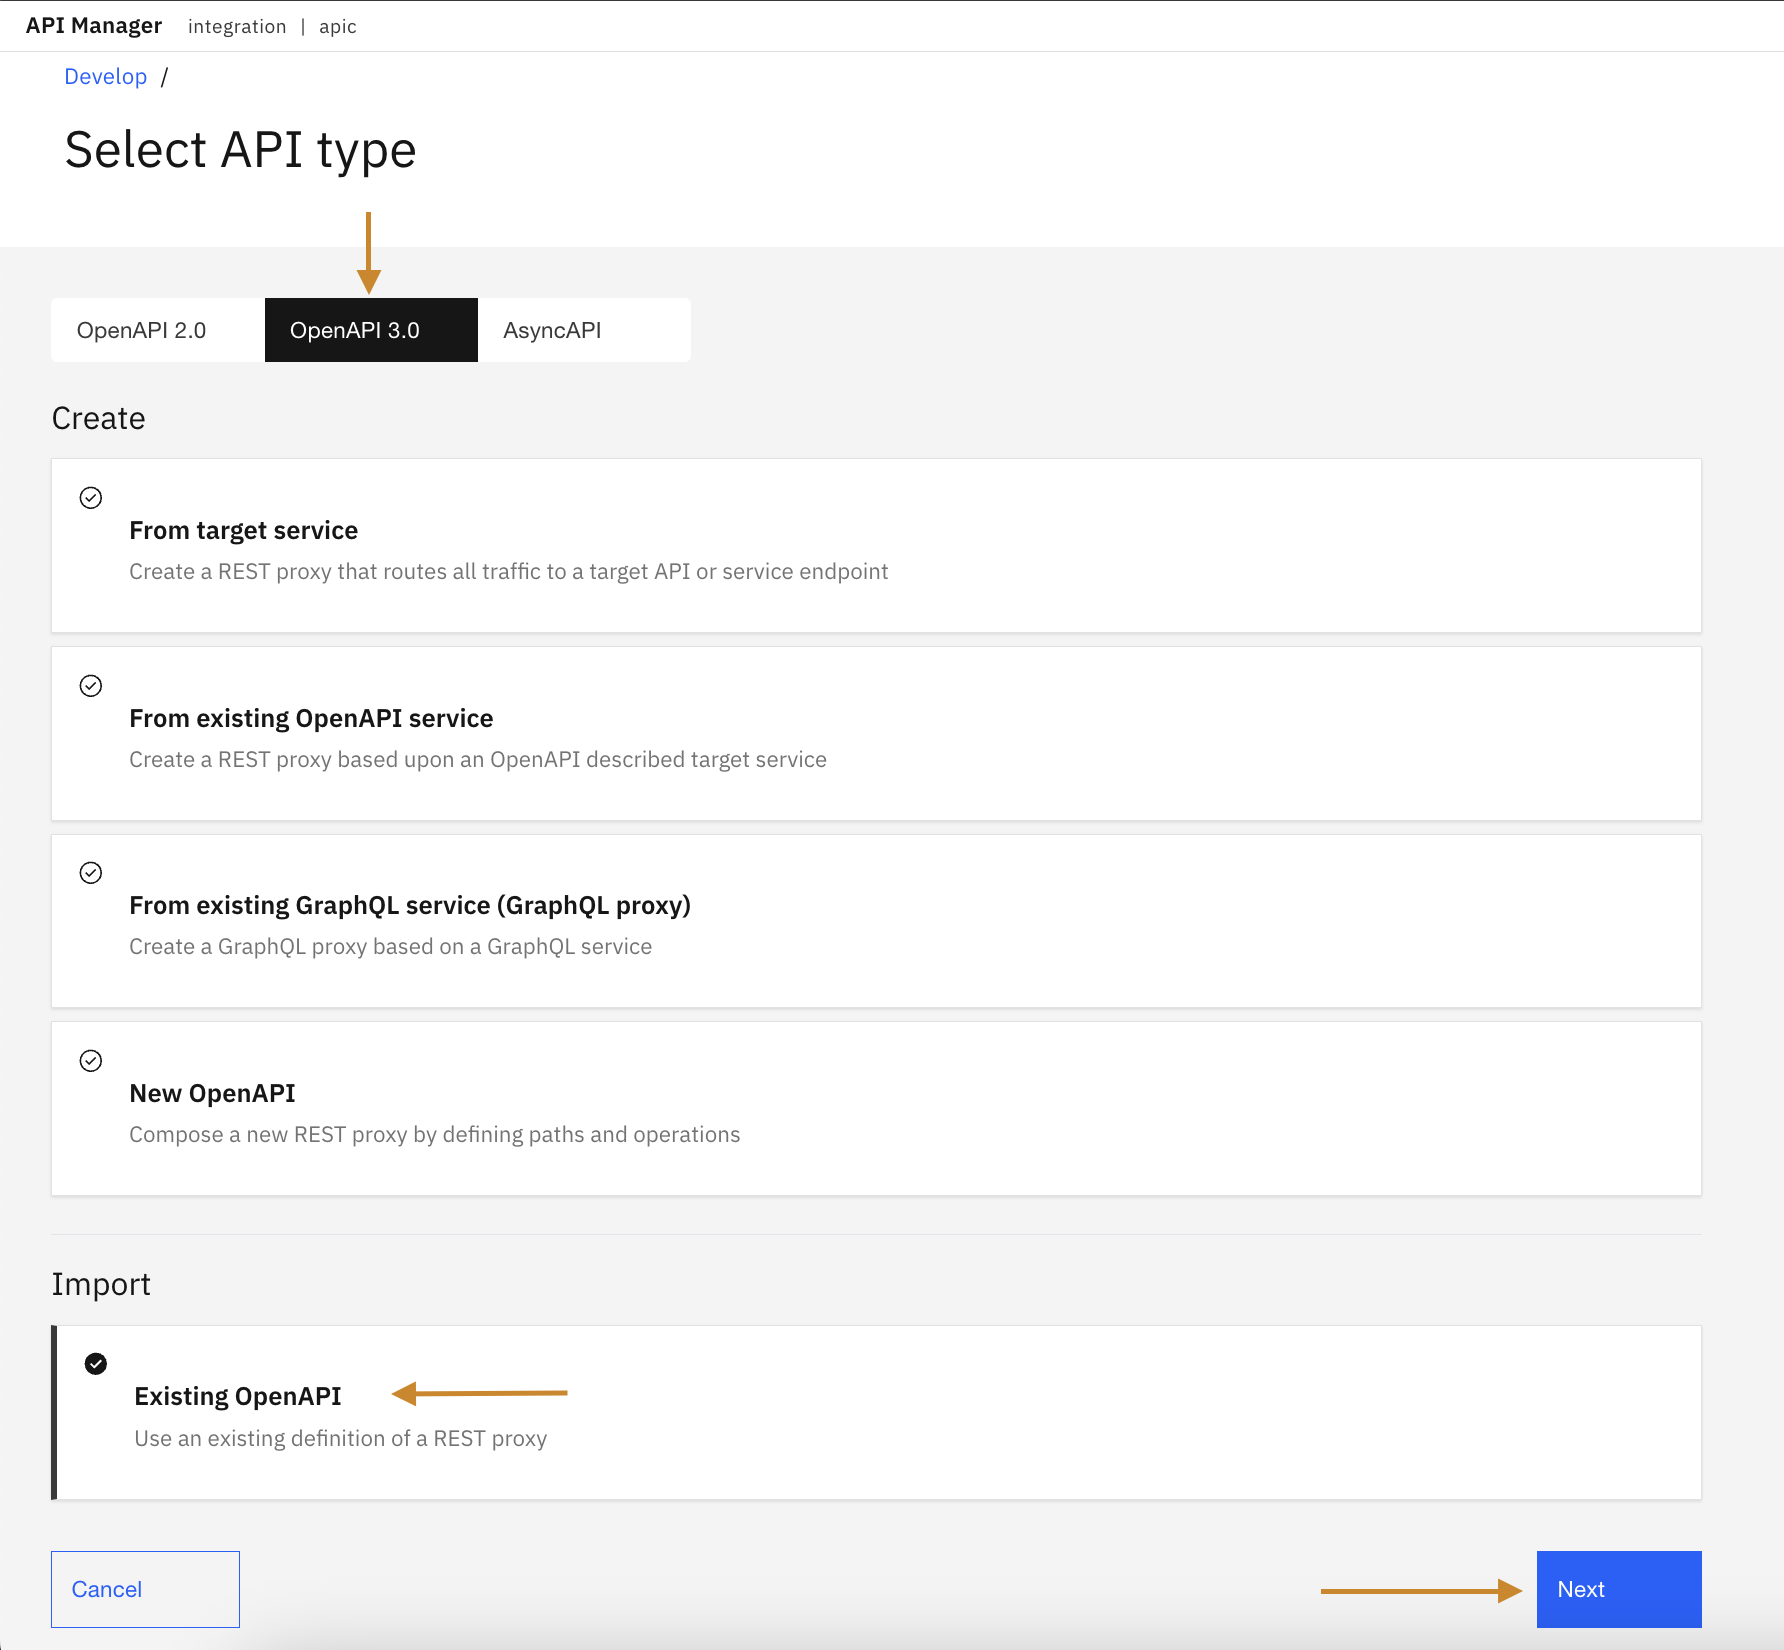 API Manager integration | apic
Develop /
Select API type
OpenAPI 2.0 OpenAPI 3.0 AsyncAPI
Create
From target service
Create a REST proxy that routes all traffic to a target API or service endpoint
From existing OpenAPI service
Create a REST proxy based upon an OpenAPI described target service
From existing GraphQL service (GraphQL proxy)
Create a GraphQL proxy based on a GraphQL service
New OpenAPI
Compose a new REST proxy by defining paths and operations
Import
Existing OpenAPI
Use an existing definition of a REST proxy
Cancel Next